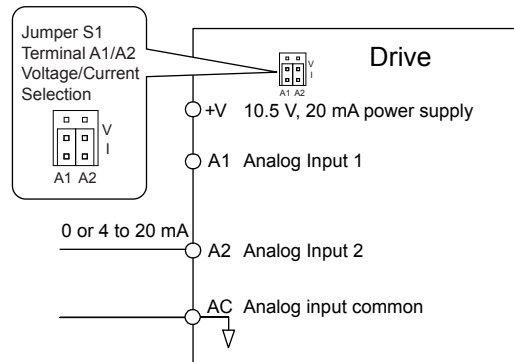 Jumper S1
Terminal A1/A2
Voltage/Current
Selection
V
I
A1 A2
Drive
V
I
A1 A2
+V 10.5 V, 20 mA power supply
A1 Analog Input 1
0 or 4 to 20 mA
A2 Analog Input 2
AC Analog input common